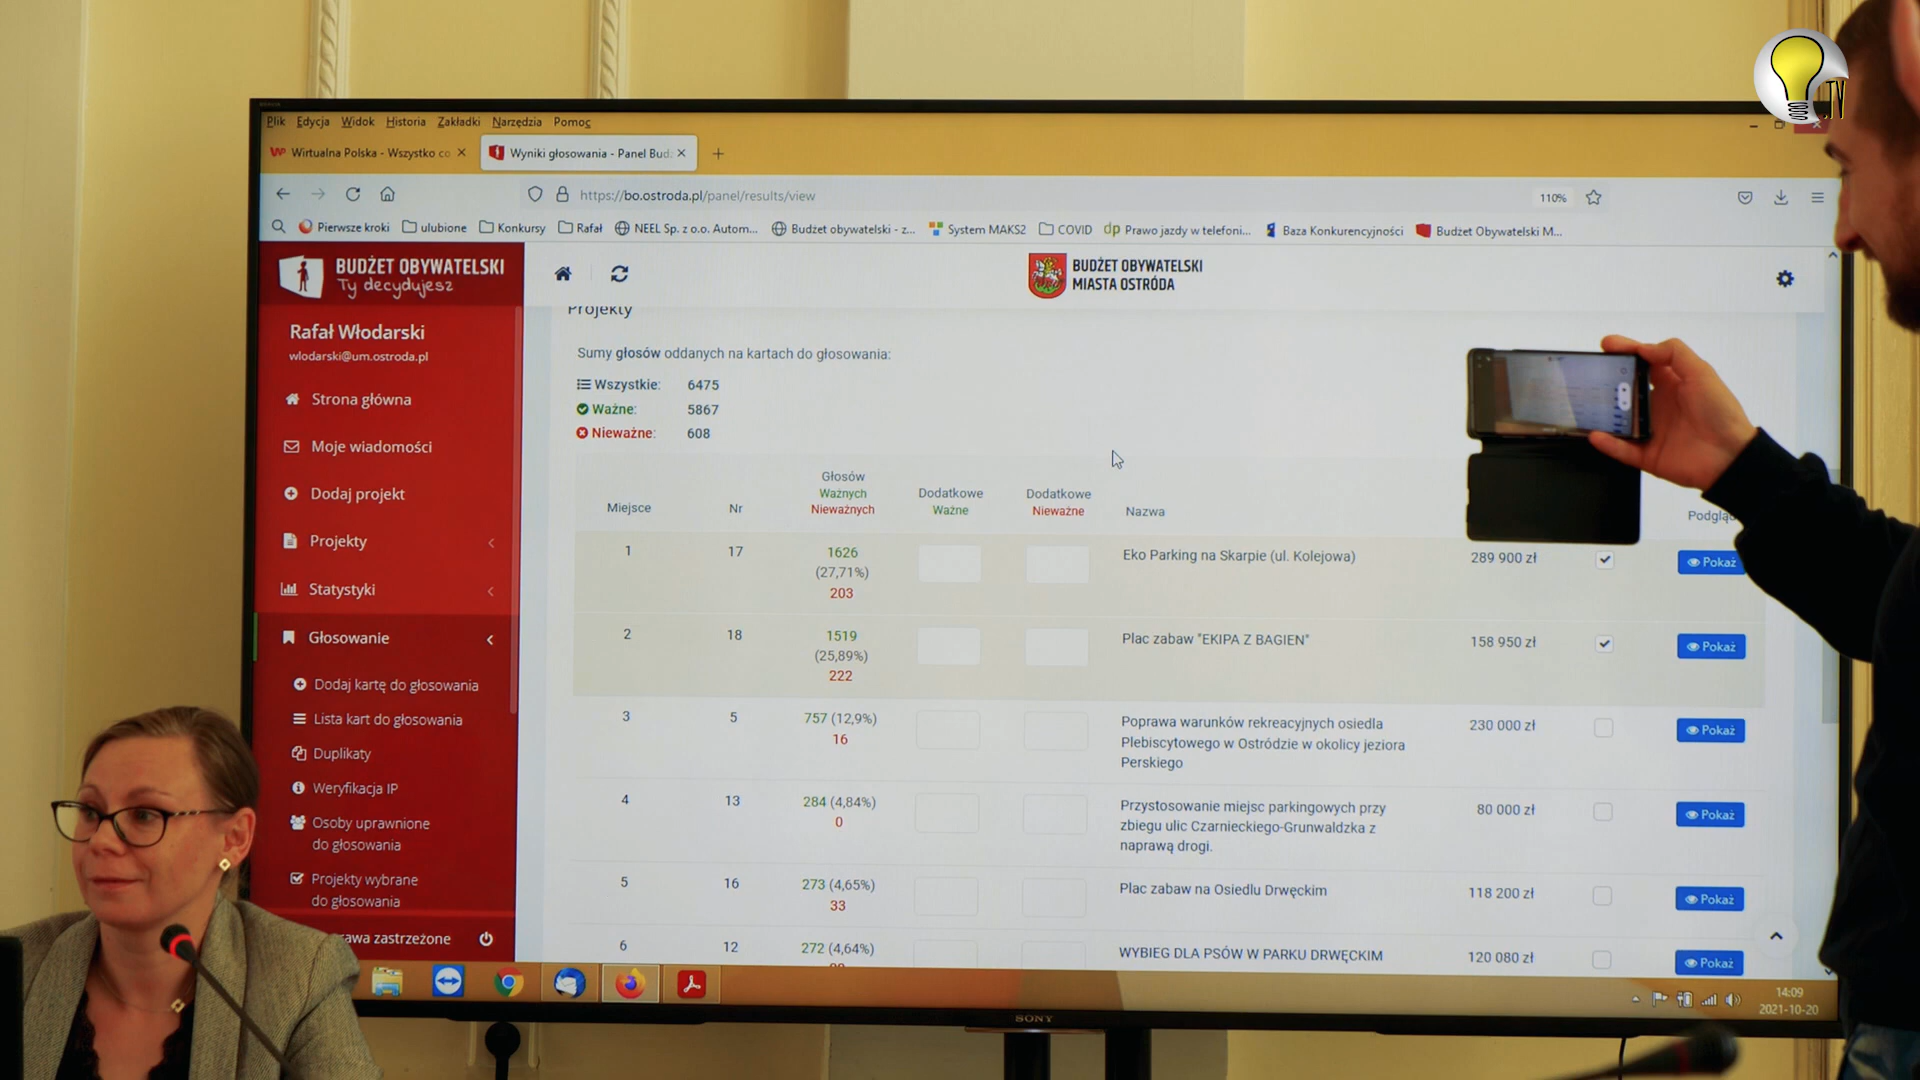 .TV
Plik Edycja Widok Historia Zakładki Narzędzia Pomoc
Wirtualna Polska - Wszystko co
Wyniki głosowania - Panel Bud
https://bo.ostroda.pl/panel/results/view
110%
Pierwsze kroki ulubione Konkursy Rafał NEEL Sp. z o.o. Autom... Budżet obywatelski - z... System MAKS2 COVID dp Prawo jazdy w telefoni... Baza Konkurencyjności Budżet Obywatelski M...
BUDŻET OBYWATELSKI
Ty decydujesz
BUDŻET OBYWATELSKI
MIASTA OSTRÓDA
Rafał Włodarski
wlodarski@um.ostroda.pl
Strona główna
Moje wiadomości
Dodaj projekt
Projekty
Statystyki
Głosowanie
Dodaj kartę do głosowania
Lista kart do głosowania
Duplikaty
Weryfikacja IP
Osoby uprawnione
do głosowania
Projekty wybrane
do głosowania
zastrzeżone
Projekty
Sumy głosów oddanych na kartach do głosowania:
Wszystkie: 6475
Ważne: 5867
Nieważne: 608
Miejsce Nr Głosów Ważnych Nieważnych Dodatkowe Ważne Dodatkowe Nieważne Nazwa
1 17 1626 (27,71%) 203 Eko Parking na Skarpie (ul. Kolejowa) 289 900 zł Pokaż
2 18 1519 (25,89%) 222 Plac zabaw "EKIPA Z BAGIEN" 158 950 zł Pokaż
3 5 757 (12,9%) 16 Poprawa warunków rekreacyjnych osiedla
Plebiscytowego w Ostródzie w okolicy jeziora
Perskiego 230 000 zł Pokaż
4 13 284 (4,84%) 0 Przystosowanie miejsc parkingowych przy
zbiegu ulic Czarnieckiego-Grunwaldzka z
naprawą drogi. 80 000 zł Pokaż
5 16 273 (4,65%) 33 Plac zabaw na Osiedlu Drwęckim 118 200 zł Pokaż
6 12 272 (4,64%) WYBIEG DLA PSÓW W PARKU DRWĘCKIM 120 080 zł Pokaż
14:09
2021-10-20
SONY